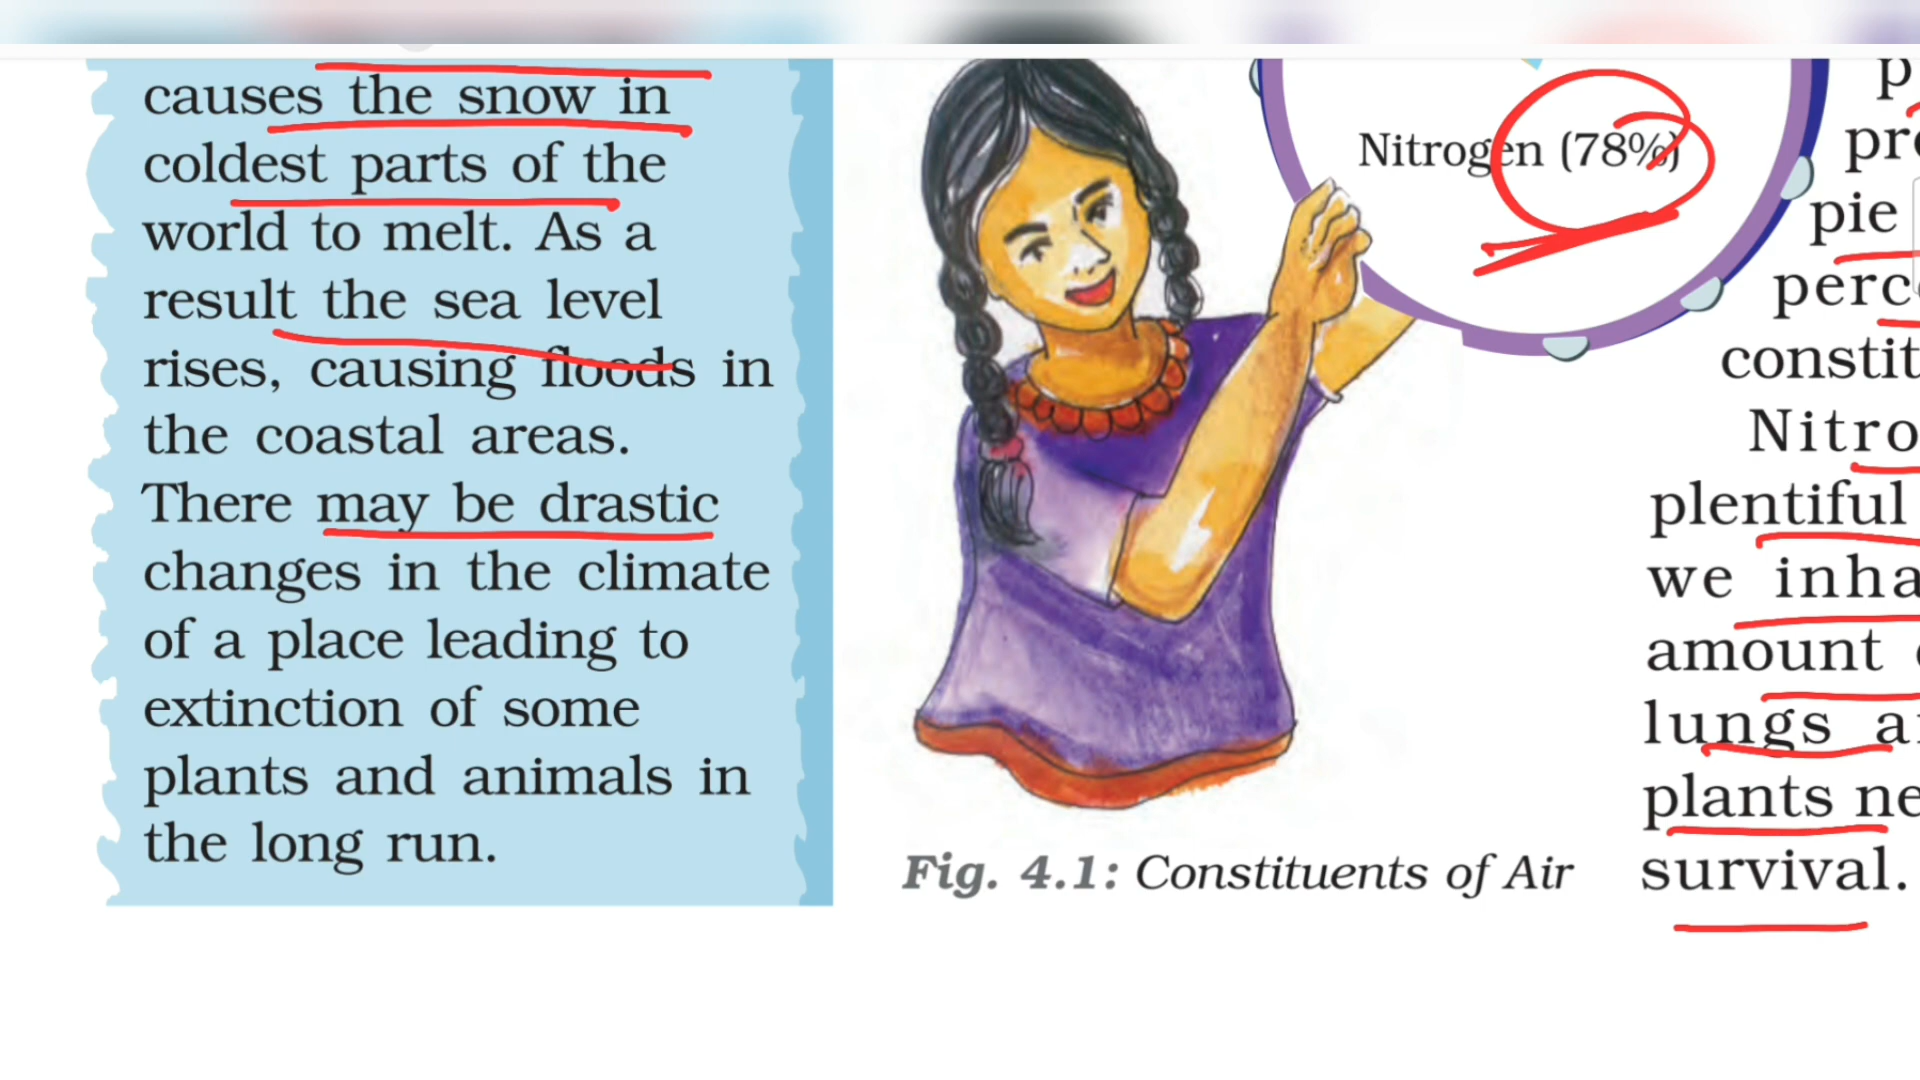 causes the snow in
coldest parts of the
world to melt. As a
result the sea level
rises, causing floods in
the coastal areas.
There may be drastic
changes in the climate
of a place leading to
extinction of some
plants and animals in
the long run.
Nitrogen (78%)
Fig. 4.1: Constituents of Air
pie
plentiful
we
amount
lungs
plants
survival.